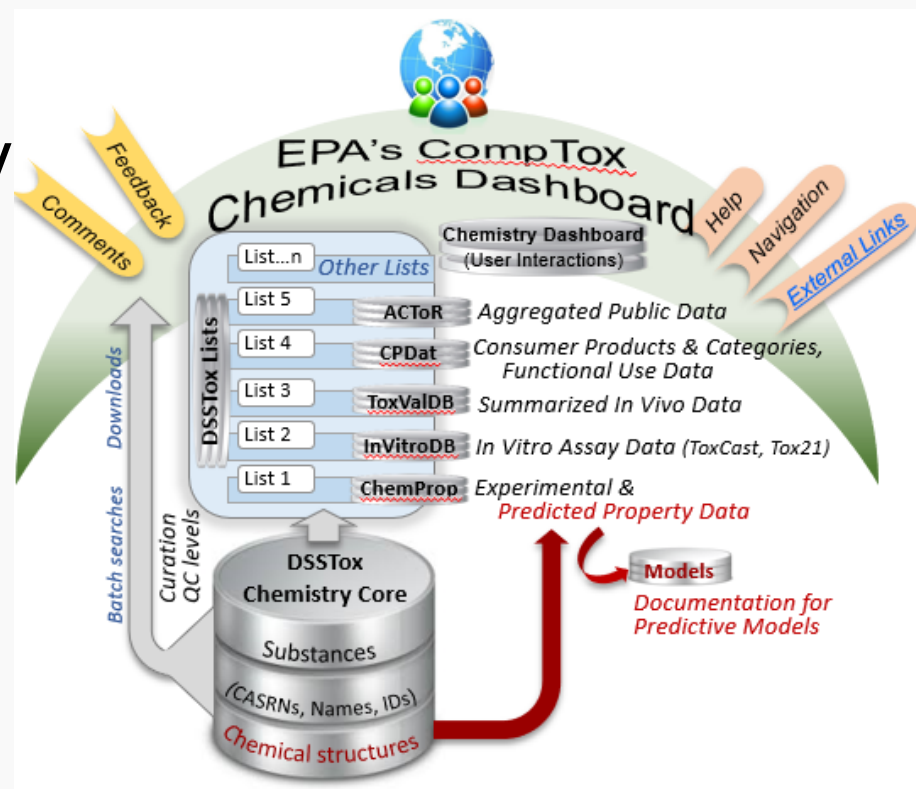 EPA's CompTox
Chemicals Dashboard
Comments
Feedback
Help
Navigation
External Links
Chemistry Dashboard
(User Interactions)
List...n
Other Lists
DSSTox Lists
List 5
ACToR
Aggregated Public Data
List 4
CPDat
Consumer Products & Categories,
Functional Use Data
List 3
ToxValDB
Summarized In Vivo Data
List 2
InVitroDB
In Vitro Assay Data (ToxCast, Tox21)
List 1
ChemProp
Experimental &
Predicted Property Data
Models
Documentation for
Predictive Models
Batch searches
Downloads
Curation
QC levels
DSSTox
Chemistry Core
Substances
(CASRNs, Names, IDs)
Chemical structures